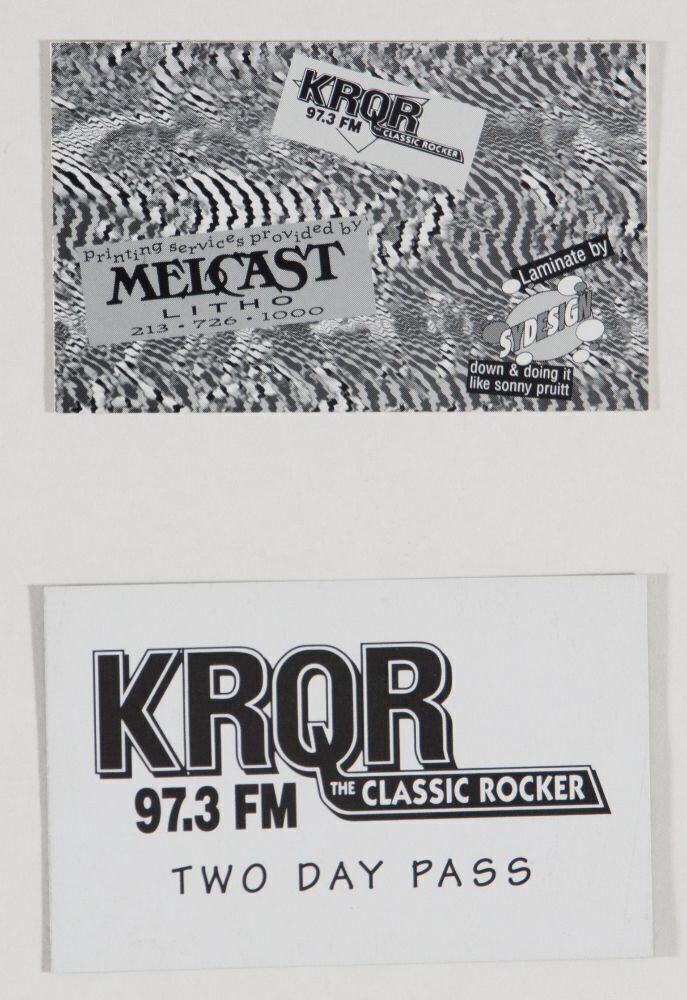 KRQR
97.3 FM
THE CLASSIC ROCKER
printing services provided by
MELCAST
LITHO
213 • 726 • 1000
Laminate by
SYDESIGN
down & doing it
like sonny pruitt
KRQR
97.3 FM
THE CLASSIC ROCKER
TWO DAY PASS